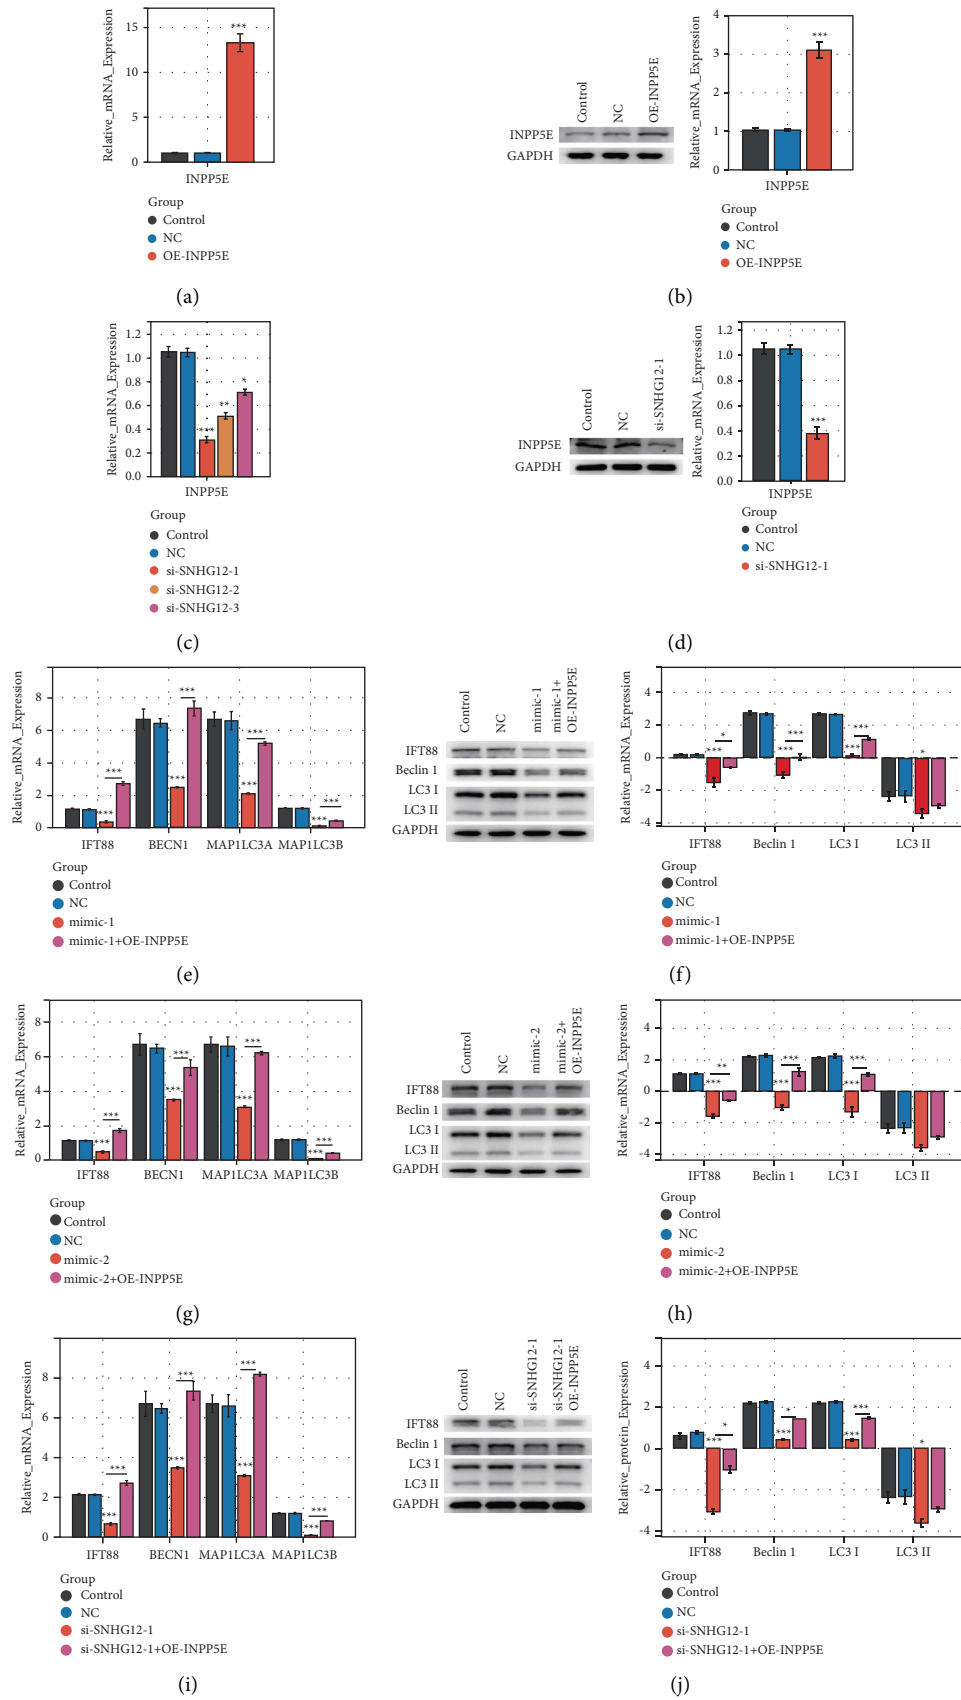 Relative_mRNA_Expression
15
10
5
0
***
INPP5E
Group
Control
NC
OE-INPP5E
(a)
Control
NC
OE-INPP5E
INPP5E
GAPDH
Relative_mRNA_Expression
4
3
2
1
0
***
INPP5E
Group
Control
NC
OE-INPP5E
(b)
Relative_mRNA_Expression
1.2
1.0
0.8
0.6
0.4
0.2
0.0
***
**
*
INPP5E
Group
Control
NC
si-SNHG12-1
si-SNHG12-2
si-SNHG12-3
(c)
Control
NC
si-SNHG12-1
INPP5E
GAPDH
Relative_mRNA_Expression
1.2
1.0
0.8
0.6
0.4
0.2
0.0
***
INPP5E
Group
Control
NC
si-SNHG12-1
(d)
Relative_mRNA_Expression
8
6
4
2
0
*** ***
*** ***
*** ***
*** ***
IFT88 BECN1 MAP1LC3A MAP1LC3B
Group
Control
NC
mimic-1
mimic-1+OE-INPP5E
(e)
Control
NC
mimic-1
mimic-1+
OE-INPP5E
IFT88
Beclin 1
LC3 I
LC3 II
GAPDH
Relative_mRNA_Expression
4
2
0
-2
-4
*** *
*** ***
*** ***
*
IFT88 Beclin 1 LC3 I LC3 II
Group
Control
NC
mimic-1
mimic-1+OE-INPP5E
(f)
Relative_mRNA_Expression
6
4
2
0
*** ***
*** ***
*** ***
*** ***
IFT88 BECN1 MAP1LC3A MAP1LC3B
Group
Control
NC
mimic-2
mimic-2+OE-INPP5E
(g)
Control
NC
mimic-2
mimic-2+
OE-INPP5E
IFT88
Beclin 1
LC3 I
LC3 II
GAPDH
Relative_mRNA_Expression
4
2
0
-2
-4
*** **
*** ***
*** ***
IFT88 Beclin 1 LC3 I LC3 II
Group
Control
NC
mimic-2
mimic-2+OE-INPP5E
(h)
Relative_mRNA_Expression
8
6
4
2
0
*** ***
*** ***
*** ***
*** ***
IFT88 BECN1 MAP1LC3A MAP1LC3B
Group
Control
NC
si-SNHG12-1
si-SNHG12-1+OE-INPP5E
(i)
Control
NC
si-SNHG12-1
si-SNHG12-1
OE-INPP5E
IFT88
Beclin 1
LC3 I
LC3 II
GAPDH
Relative_protein_Expression
4
2
0
-2
-4
*** *
*** *
*** ***
*
IFT88 Beclin 1 LC3 I LC3 II
Group
Control
NC
si-SNHG12-1
si-SNHG12-1+OE-INPP5E
(j)